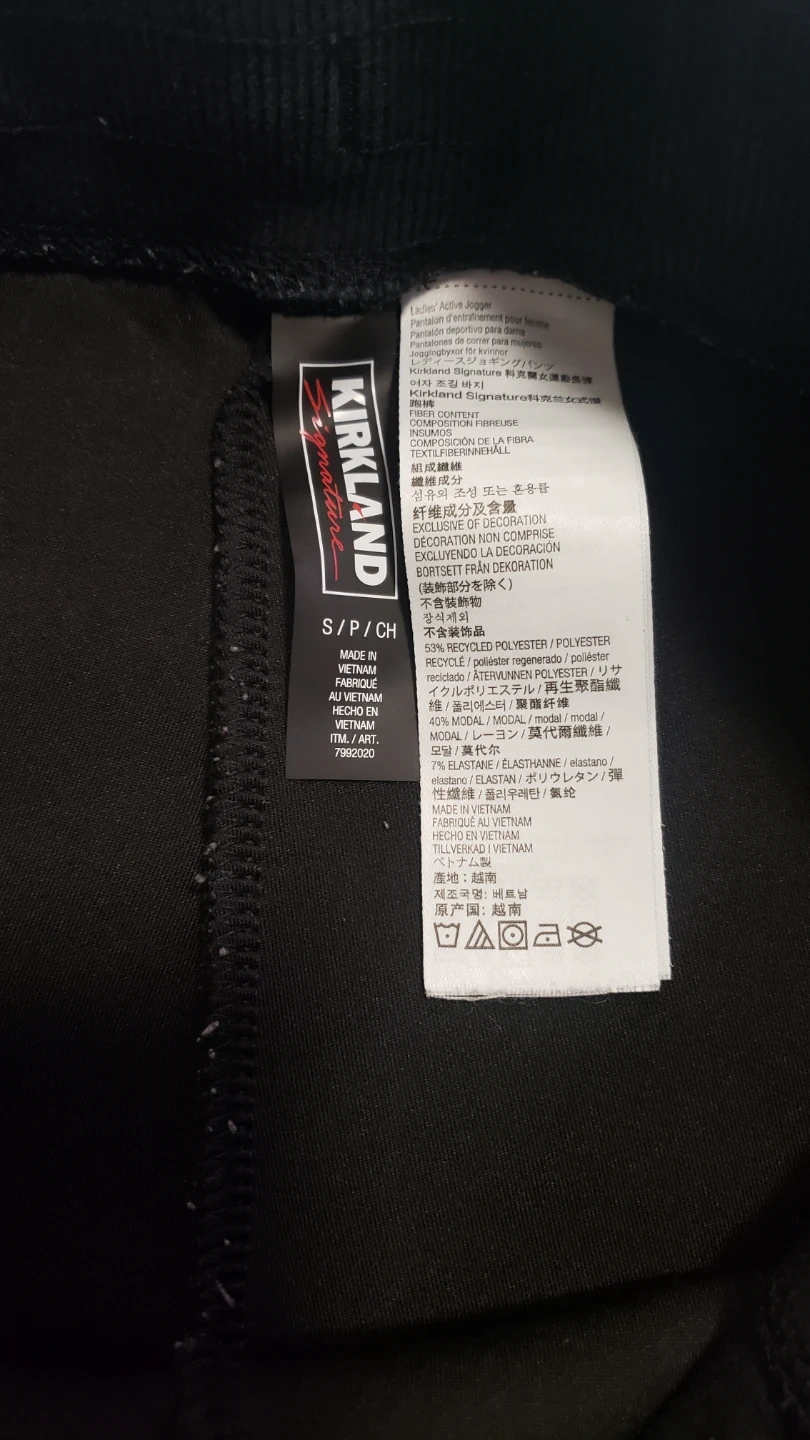 KIRKLAND
Signature
S / P / CH
MADE IN
VIETNAM
FABRIQUÉ
AU VIETNAM
HECHO EN
VIETNAM
ITM. / ART.
7992020
Ladies' Active Jogger
Pantalon d'entraînement pour femme
Pantalón deportivo para dama
Pantalones de correr para mujeres
Joggingbyxor för kvinnor
レディースジョギングパンツ
Kirkland Signature 科克蘭女運動長褲
여자 조깅 바지
Kirkland Signature科克兰女式慢
跑裤
FIBER CONTENT
COMPOSITION FIBREUSE
INSUMOS
COMPOSICIÓN DE LA FIBRA
TEXTILFIBERINNEHÅLL
組成繊維
纖維成分
섬유의 조성 또는 혼용률
纤维成分及含量
EXCLUSIVE OF DECORATION
DÉCORATION NON COMPRISE
EXCLUYENDO LA DECORACIÓN
BORTSETT FRÅN DEKORATION
(装飾部分を除く)
不含裝飾物
장식제외
不含装饰品
53% RECYCLED POLYESTER / POLYESTER
RECYCLÉ / poliéster regenerado / poliéster
reciclado / ÅTERVUNNEN POLYESTER / リサ
イクルポリエステル / 再生聚酯纖
維 / 폴리에스터 / 聚酯纤维
40% MODAL / MODAL / modal / modal /
MODAL / レーヨン / 莫代爾纖維 /
모달 / 莫代尔
7% ELASTANE / ÉLASTHANNE / elastano /
elastano / ELASTAN / ポリウレタン / 彈
性纖維 / 폴리우레탄 / 氨纶
MADE IN VIETNAM
FABRIQUÉ AU VIETNAM
HECHO EN VIETNAM
TILLVERKAD I VIETNAM
ベトナム製
產地：越南
제조국명: 베트남
原产国: 越南